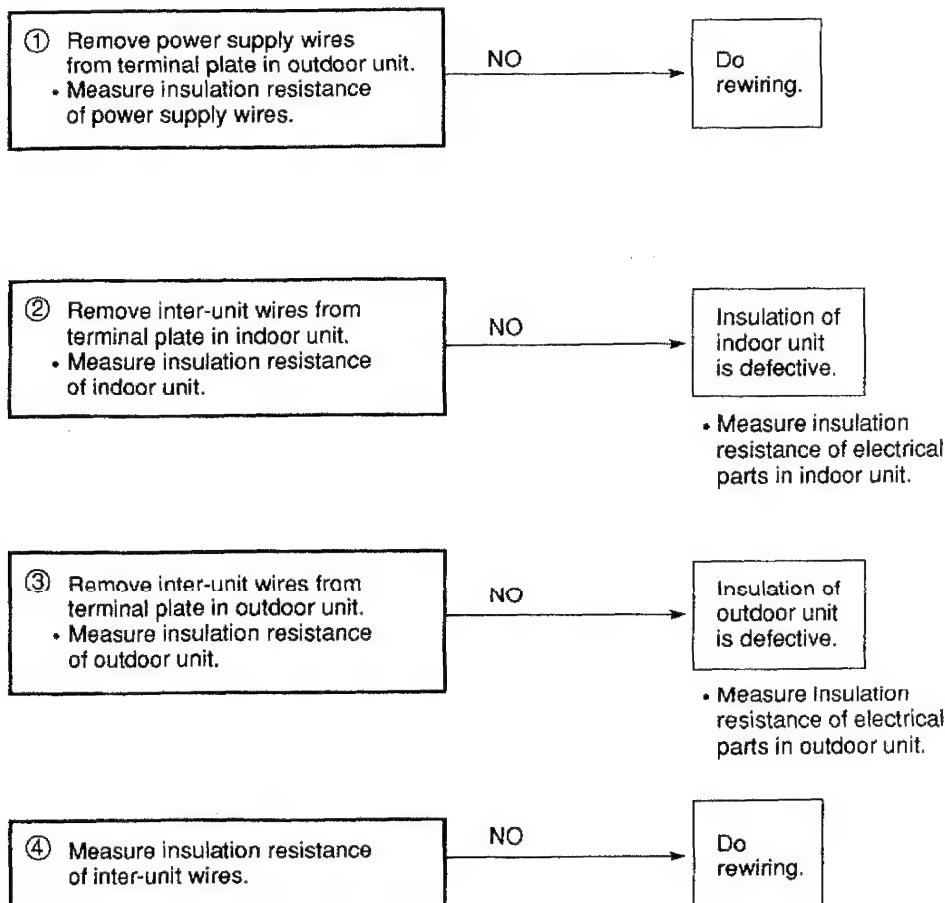 ① Remove power supply wires
from terminal plate in outdoor unit.
• Measure insulation resistance
of power supply wires.
NO
Do
rewiring.
② Remove inter-unit wires from
terminal plate in indoor unit.
• Measure insulation resistance
of indoor unit.
NO
Insulation of
indoor unit
is defective.
• Measure insulation
resistance of electrical
parts in indoor unit.
③ Remove inter-unit wires from
terminal plate in outdoor unit.
• Measure insulation resistance
of outdoor unit.
NO
Insulation of
outdoor unit
is defective.
• Measure insulation
resistance of electrical
parts in outdoor unit.
④ Measure insulation resistance
of inter-unit wires.
NO
Do
rewiring.